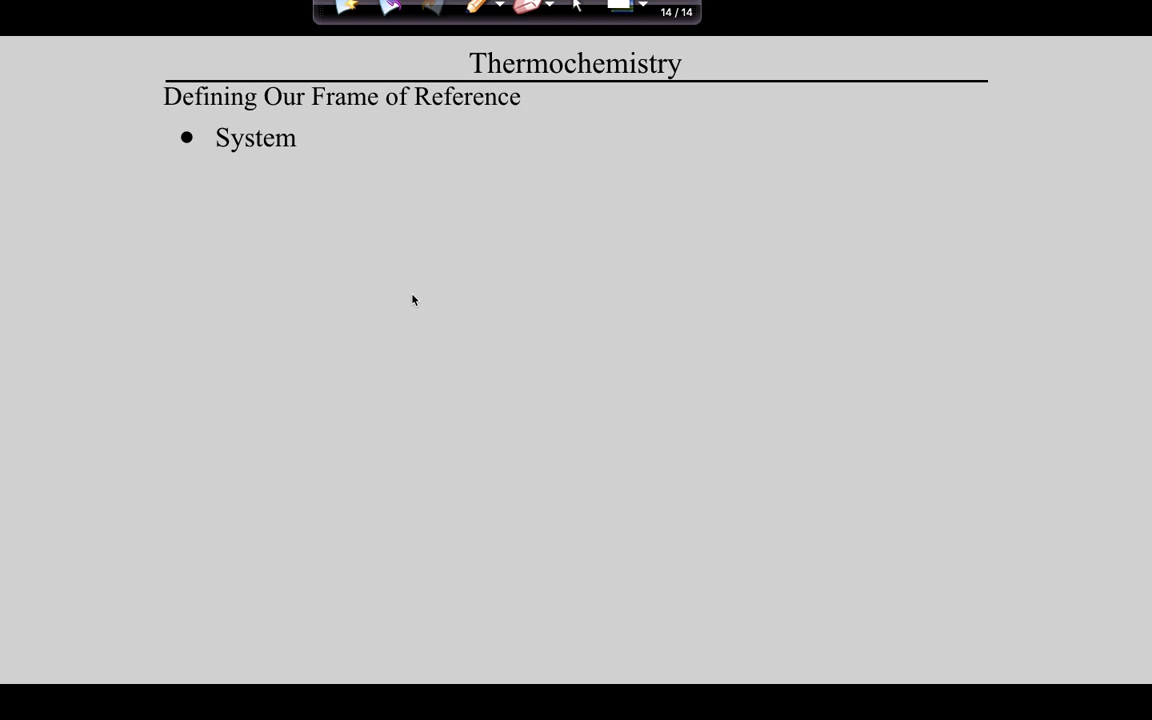 14 / 14
Thermochemistry
Defining Our Frame of Reference
● System